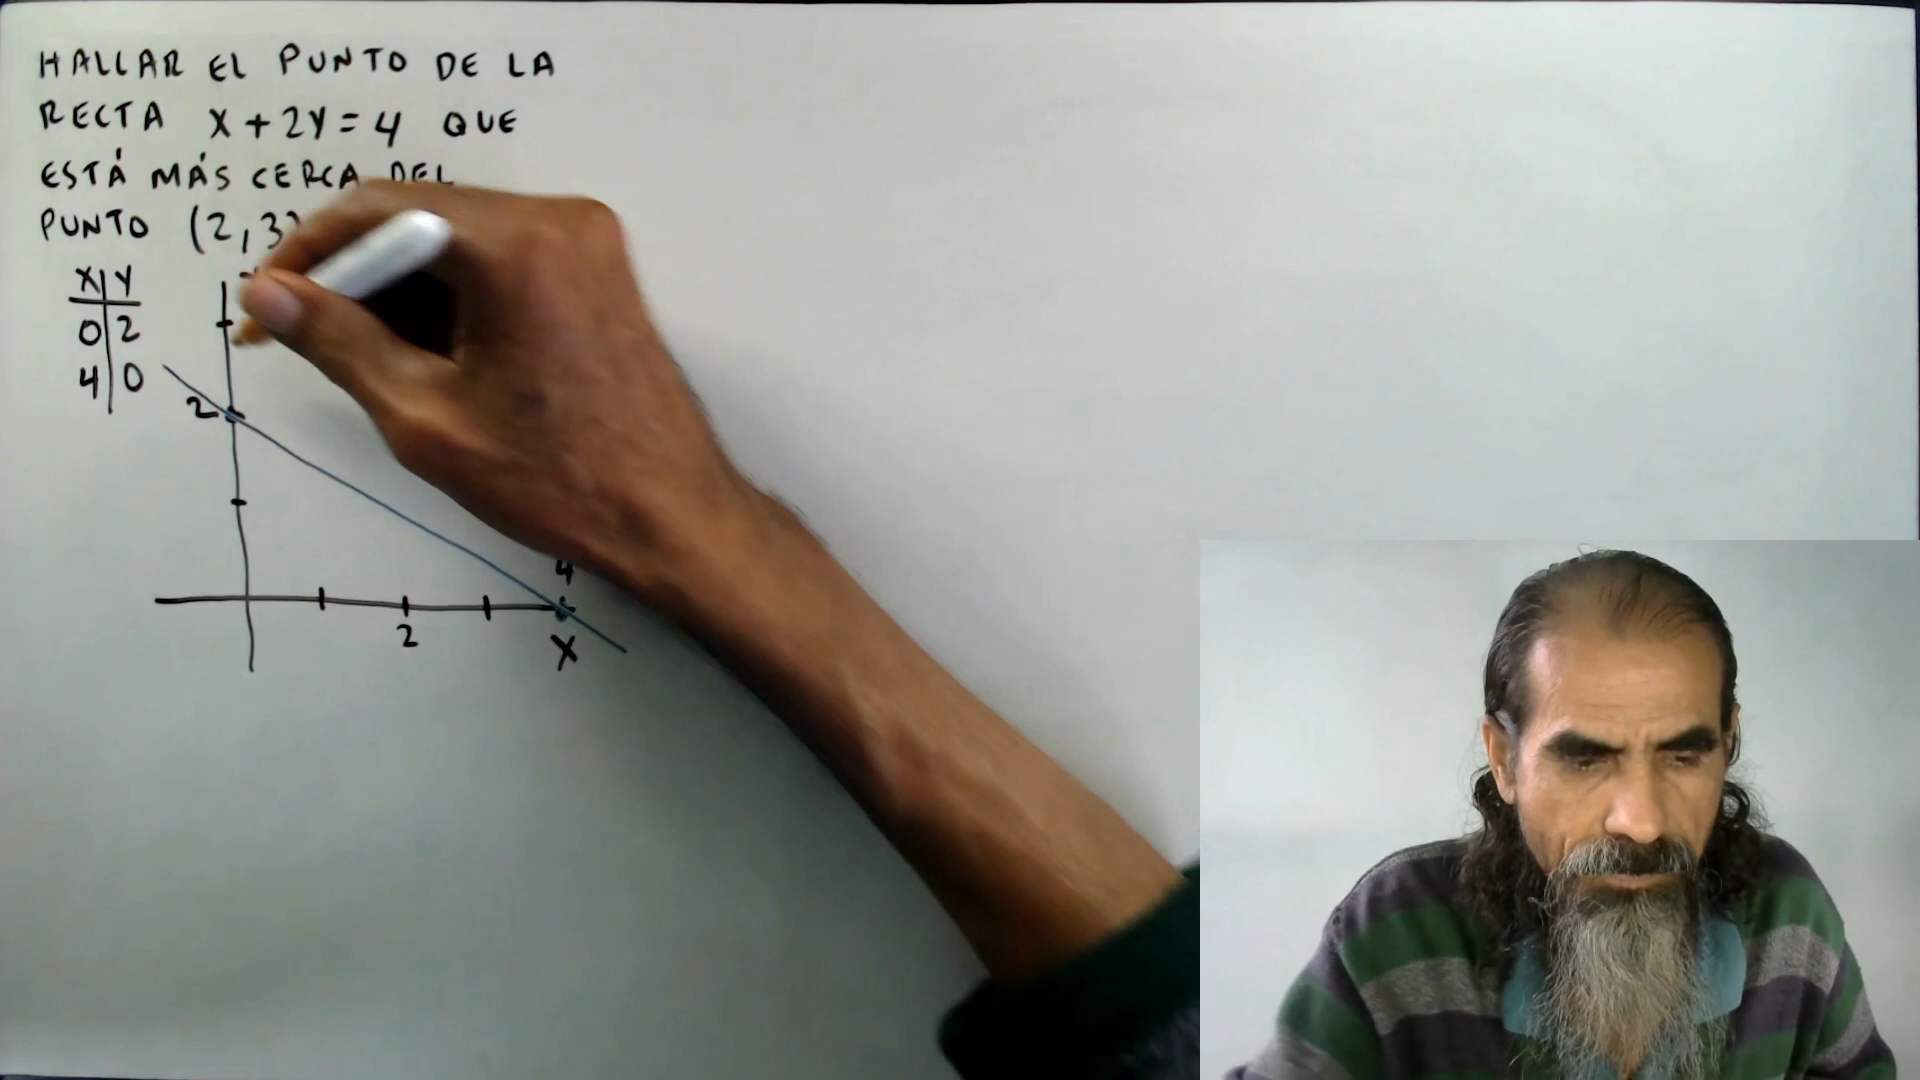 HALLAR EL PUNTO DE LA
RECTA X + 2Y = 4 QUE
ESTÁ MÁS CERCA DEL
PUNTO (2,3)
X Y
0 2
4 0
2
4
2
X